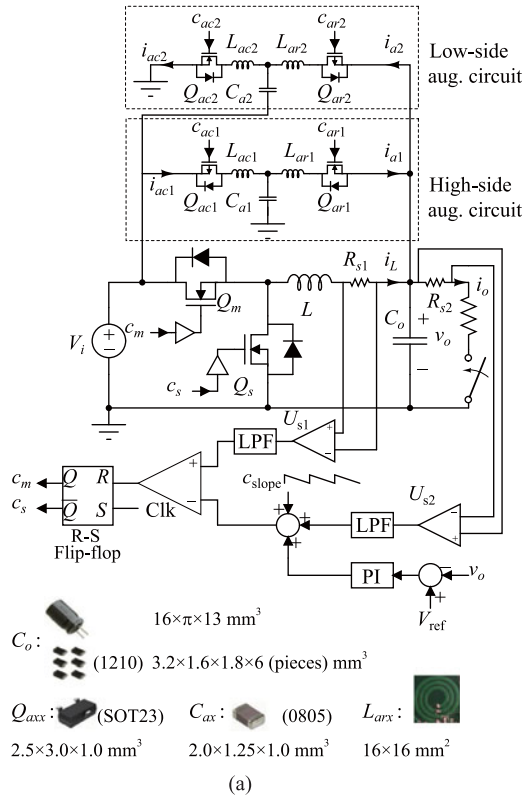 c_ac2
L_ac2
L_ar2
c_ar2
i_ac2
i_a2
Low-side
aug. circuit
Q_ac2
C_a2
Q_ar2
c_ac1
L_ac1
L_ar1
c_ar1
i_ac1
i_a1
High-side
aug. circuit
Q_ac1
C_a1
Q_ar1
R_s1
i_L
R_s2
i_o
Q_m
L
C_o
+
v_o
−
V_i
+
−
c_m
c_s
Q_s
U_s1
LPF
+
−
c_m
Q
R
+
−
c_slope
U_s2
c_s
Q̅
S
Clk
+
+
+
LPF
−
+
R-S
Flip-flop
PI
−
v_o
+
V_ref
C_o :
16×π×13 mm³
(1210) 3.2×1.6×1.8×6 (pieces) mm³
Q_axx : (SOT23)
C_ax : (0805)
L_arx :
2.5×3.0×1.0 mm³
2.0×1.25×1.0 mm³
16×16 mm²
(a)